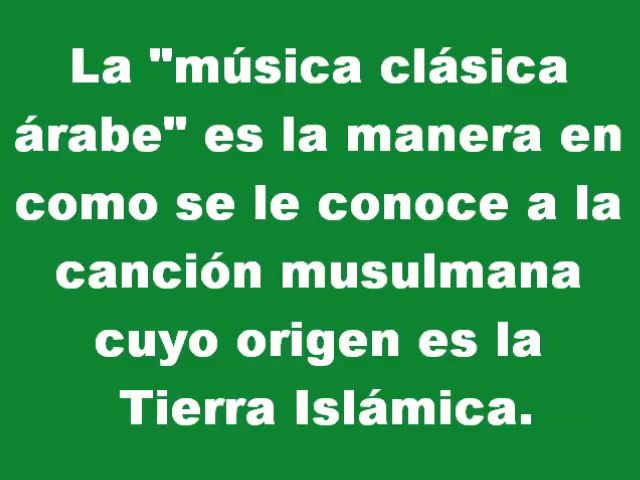 La "música clásica
árabe" es la manera en
como se le conoce a la
canción musulmana
cuyo origen es la
Tierra Islámica.